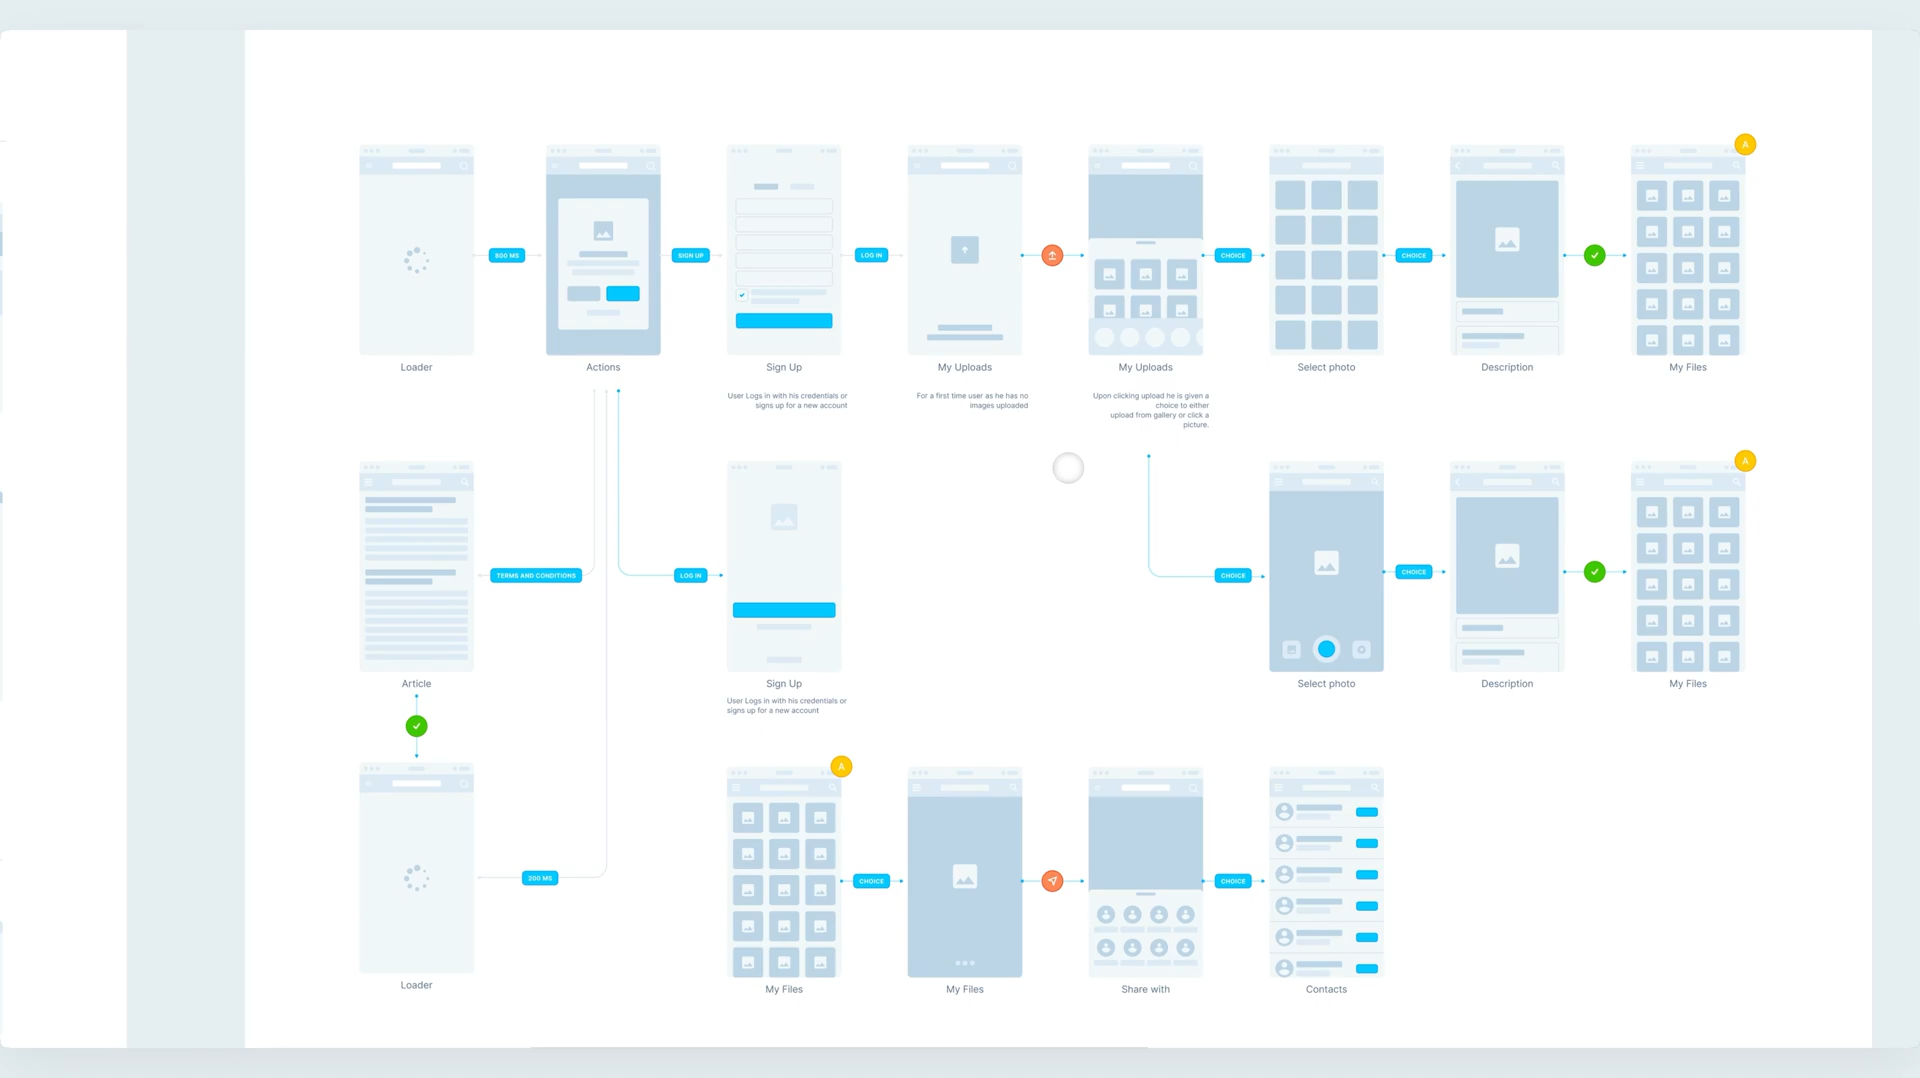 A
800 MS
SIGN UP
LOG IN
CHOICE
CHOICE
Loader
Actions
Sign Up
My Uploads
My Uploads
Select photo
Description
My Files
User Logs in with his credentials or
signs up for a new account
For a first time user as he has no
images uploaded
Upon clicking upload he is given a
choice to either
upload from gallery or click a
picture.
A
TERMS AND CONDITIONS
LOG IN
CHOICE
CHOICE
Article
Sign Up
Select photo
Description
My Files
User Logs in with his credentials or
signs up for a new account
A
200 MS
CHOICE
CHOICE
Loader
My Files
My Files
Share with
Contacts